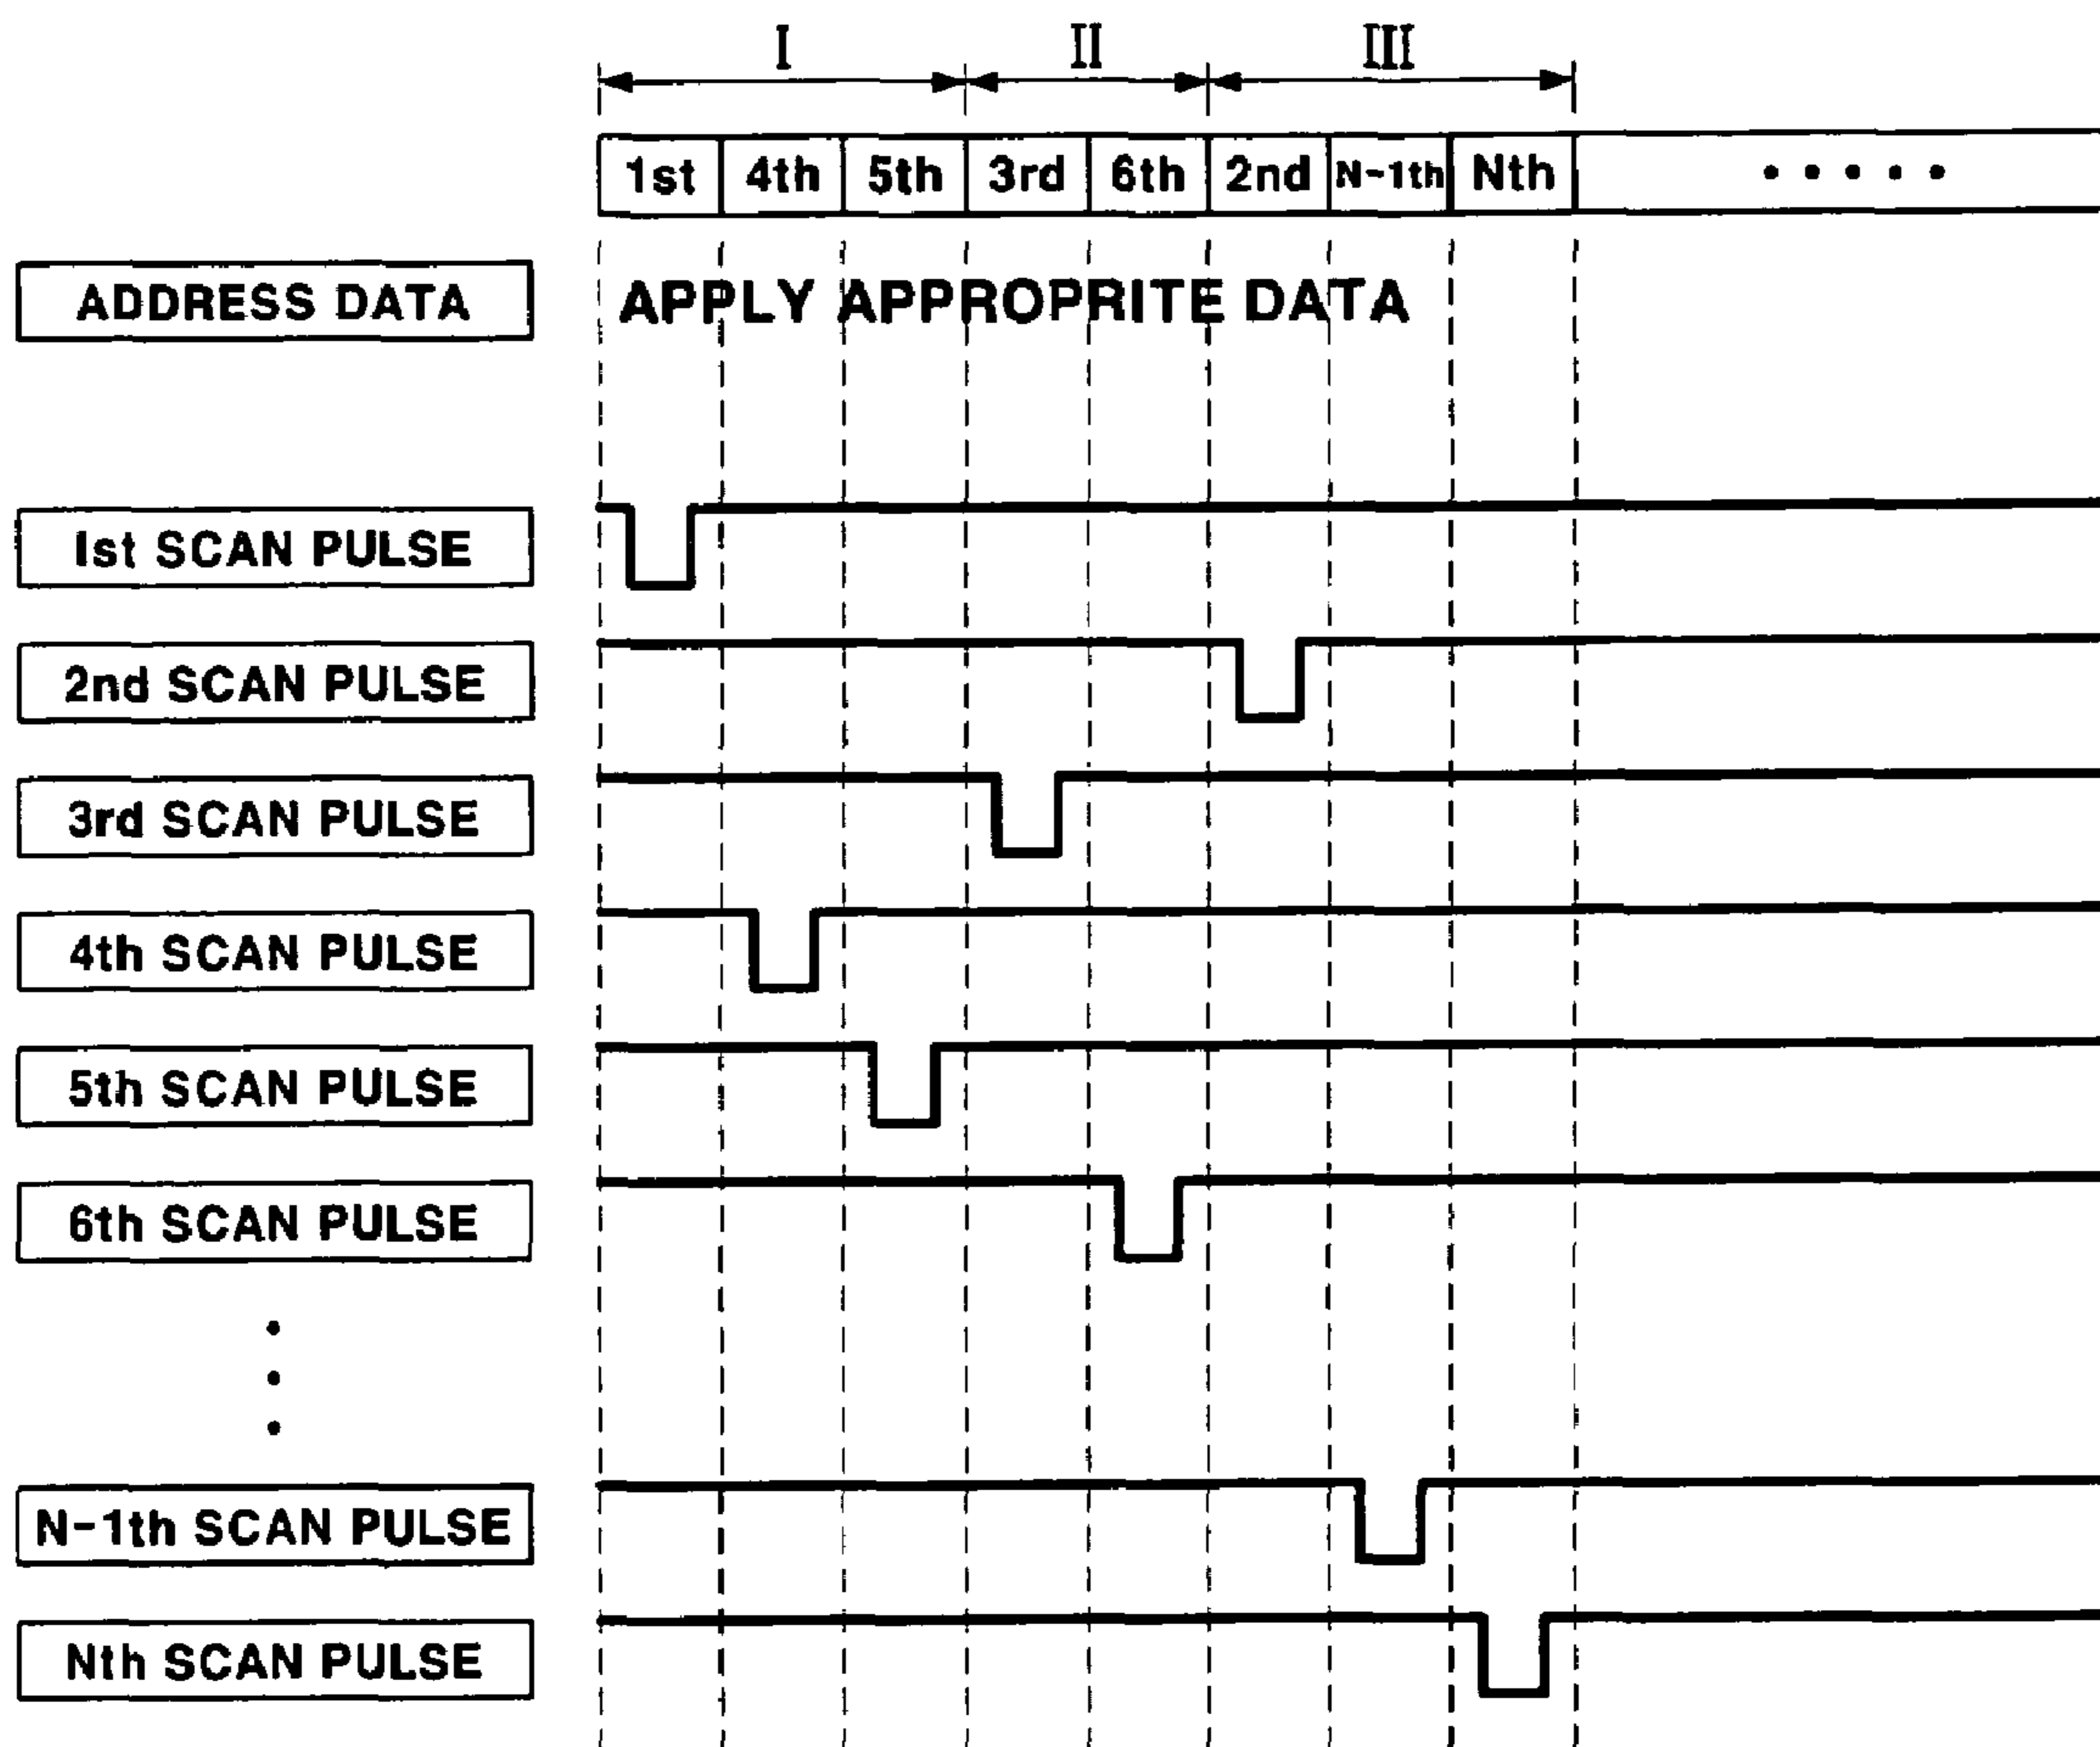 I II III
1st 4th 5th 3rd 6th 2nd N-1th Nth • • • • •
ADDRESS DATA APPLY APPROPRITE DATA
Ist SCAN PULSE
2nd SCAN PULSE
3rd SCAN PULSE
4th SCAN PULSE
5th SCAN PULSE
6th SCAN PULSE
N-1th SCAN PULSE
Nth SCAN PULSE